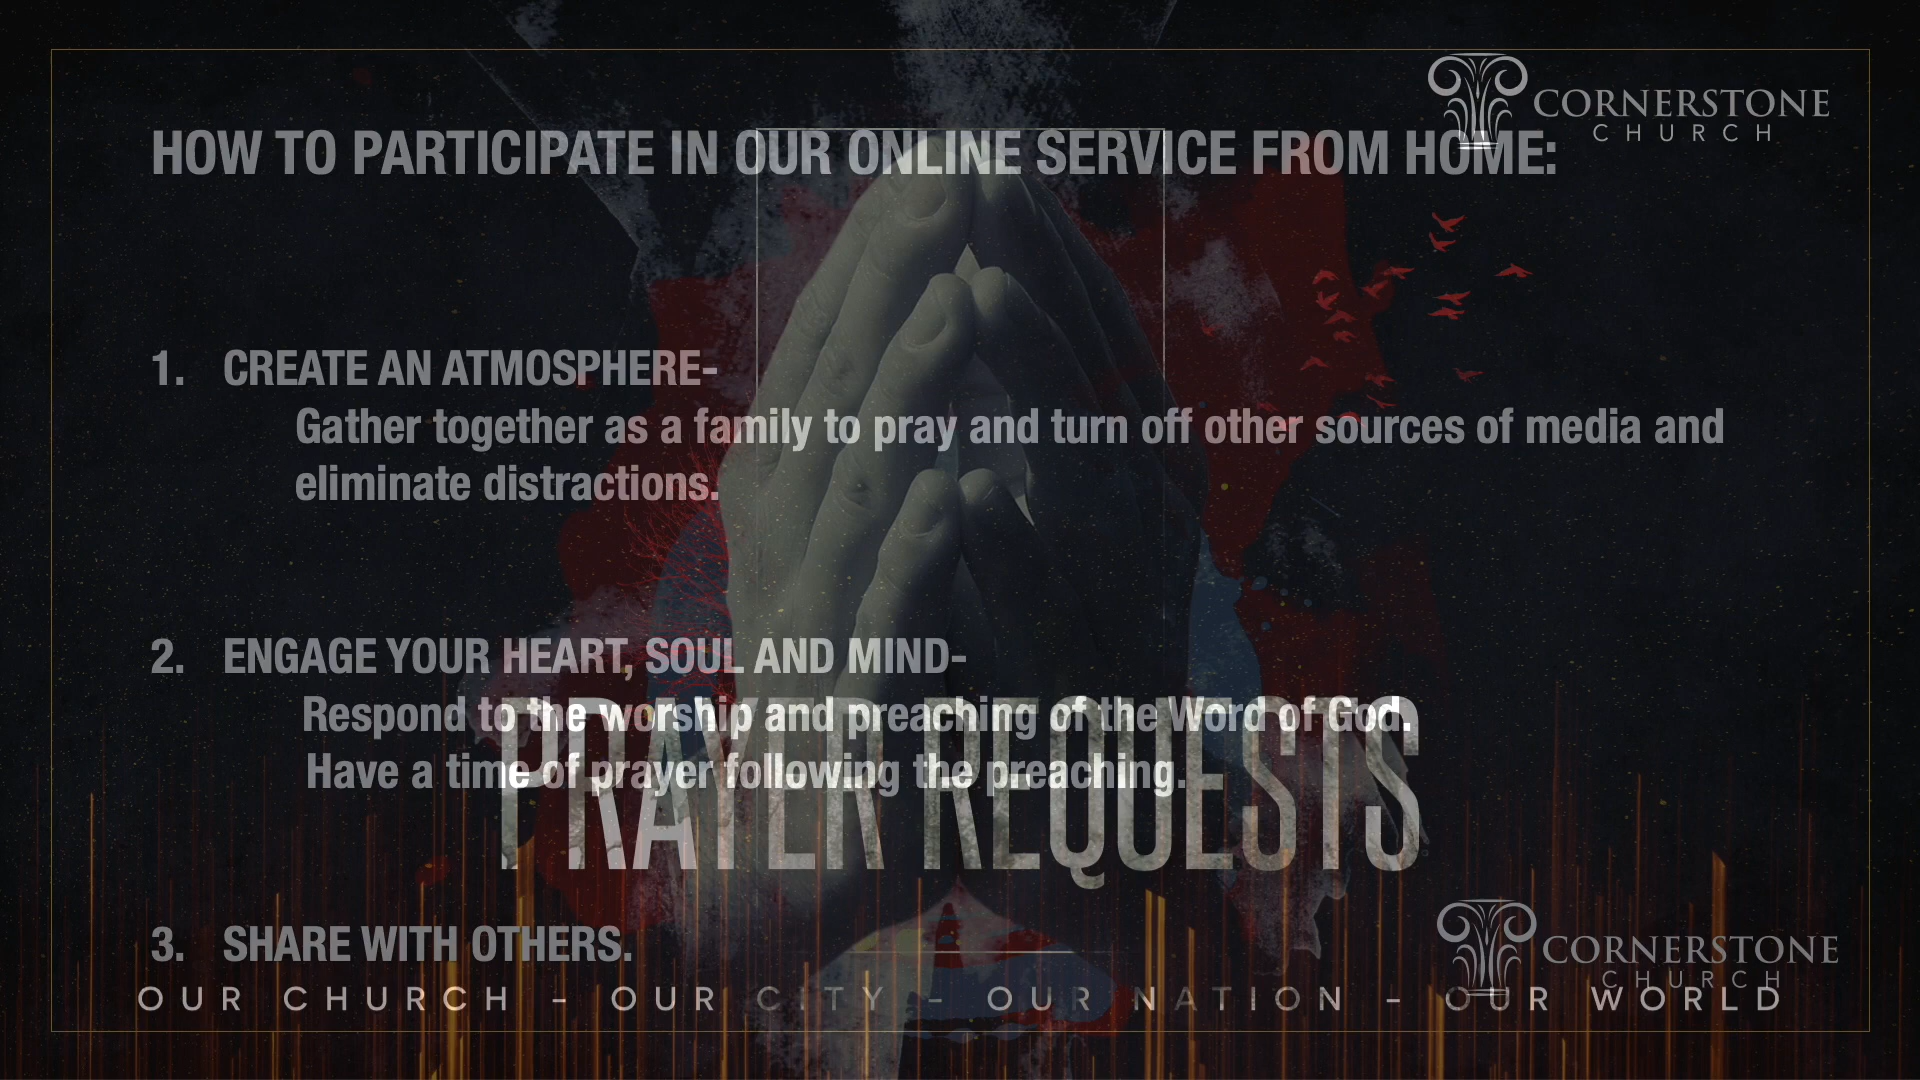 CORNERSTONE
CHURCH
HOW TO PARTICIPATE IN OUR ONLINE SERVICE FROM HOME:
1. CREATE AN ATMOSPHERE-
Gather together as a family to pray and turn off other sources of media and
eliminate distractions.
2. ENGAGE YOUR HEART, SOUL AND MIND-
Respond to the worship and preaching of the Word of God.
Have a time of prayer following the preaching.
PRAYER REQUESTS
3. SHARE WITH OTHERS.
CORNERSTONE
CHURCH
OUR CHURCH - OUR CITY - OUR NATION - OUR WORLD